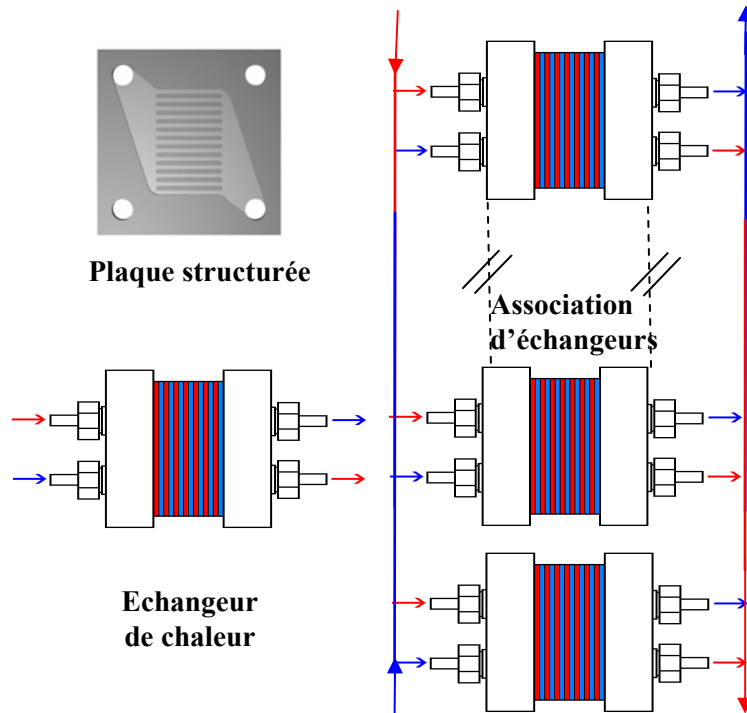 Plaque structurée
Association
d’échangeurs
Echangeur
de chaleur